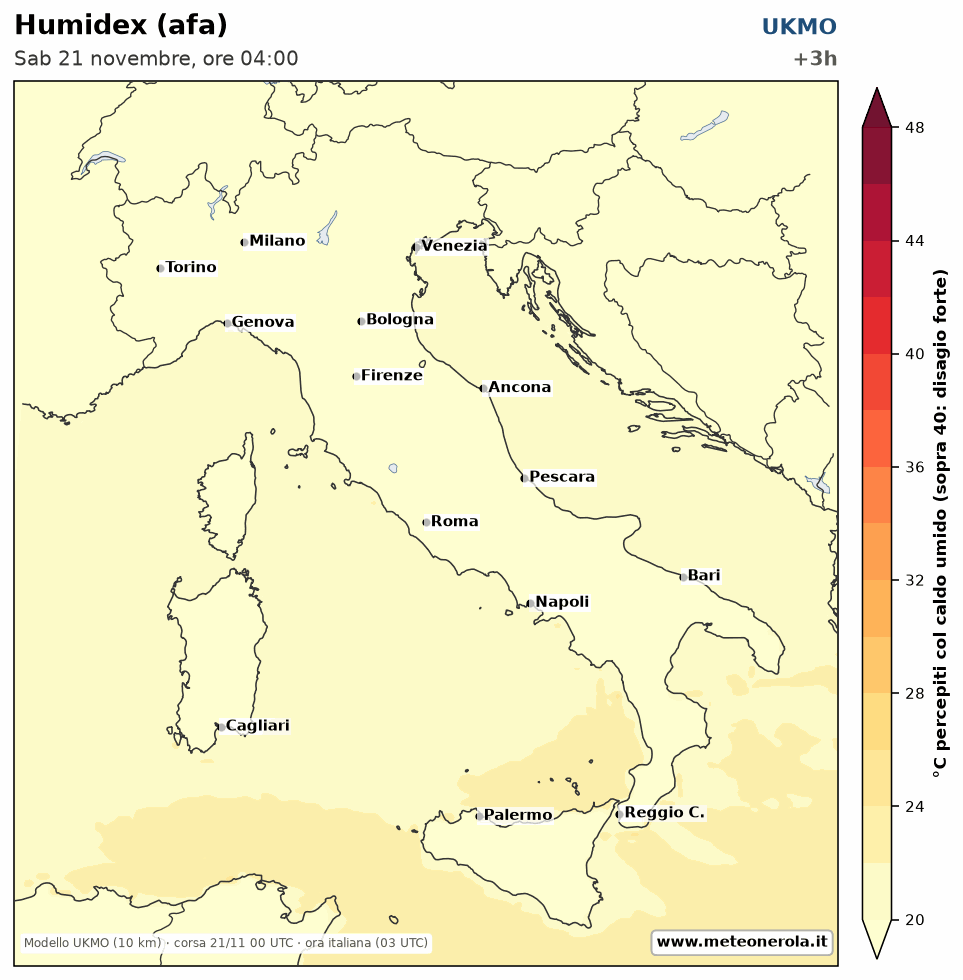 Humidex (afa)
UKMO
Sab 21 novembre, ore 04:00
+3h
Milano
Venezia
Torino
Genova
Bologna
Firenze
Ancona
Pescara
Roma
Bari
Napoli
Cagliari
Palermo
Reggio C.
48
44
40
36
32
28
24
20
°C percepiti col caldo umido (sopra 40: disagio forte)
Modello UKMO (10 km) · corsa 21/11 00 UTC · ora italiana (03 UTC)
www.meteonerola.it